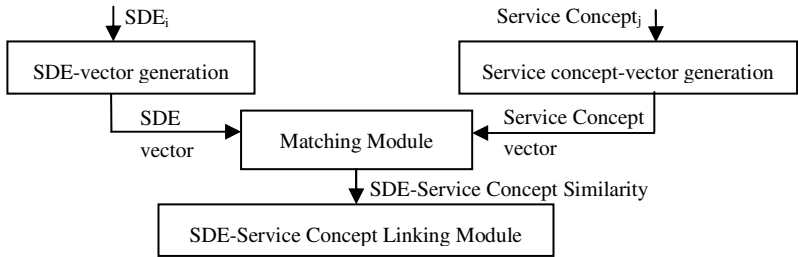 SDEi
Service Conceptj
SDE-vector generation
Service concept-vector generation
SDE
vector
Matching Module
Service Concept
vector
SDE-Service Concept Similarity
SDE-Service Concept Linking Module